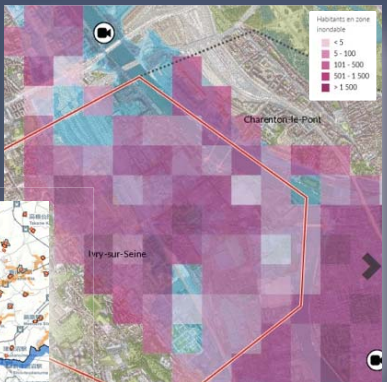 Habitants en zone
inondable
< 5
5 - 100
101 - 500
501 - 1 500
> 1 500
Charenton-le-Pont
Ivry-sur-Seine